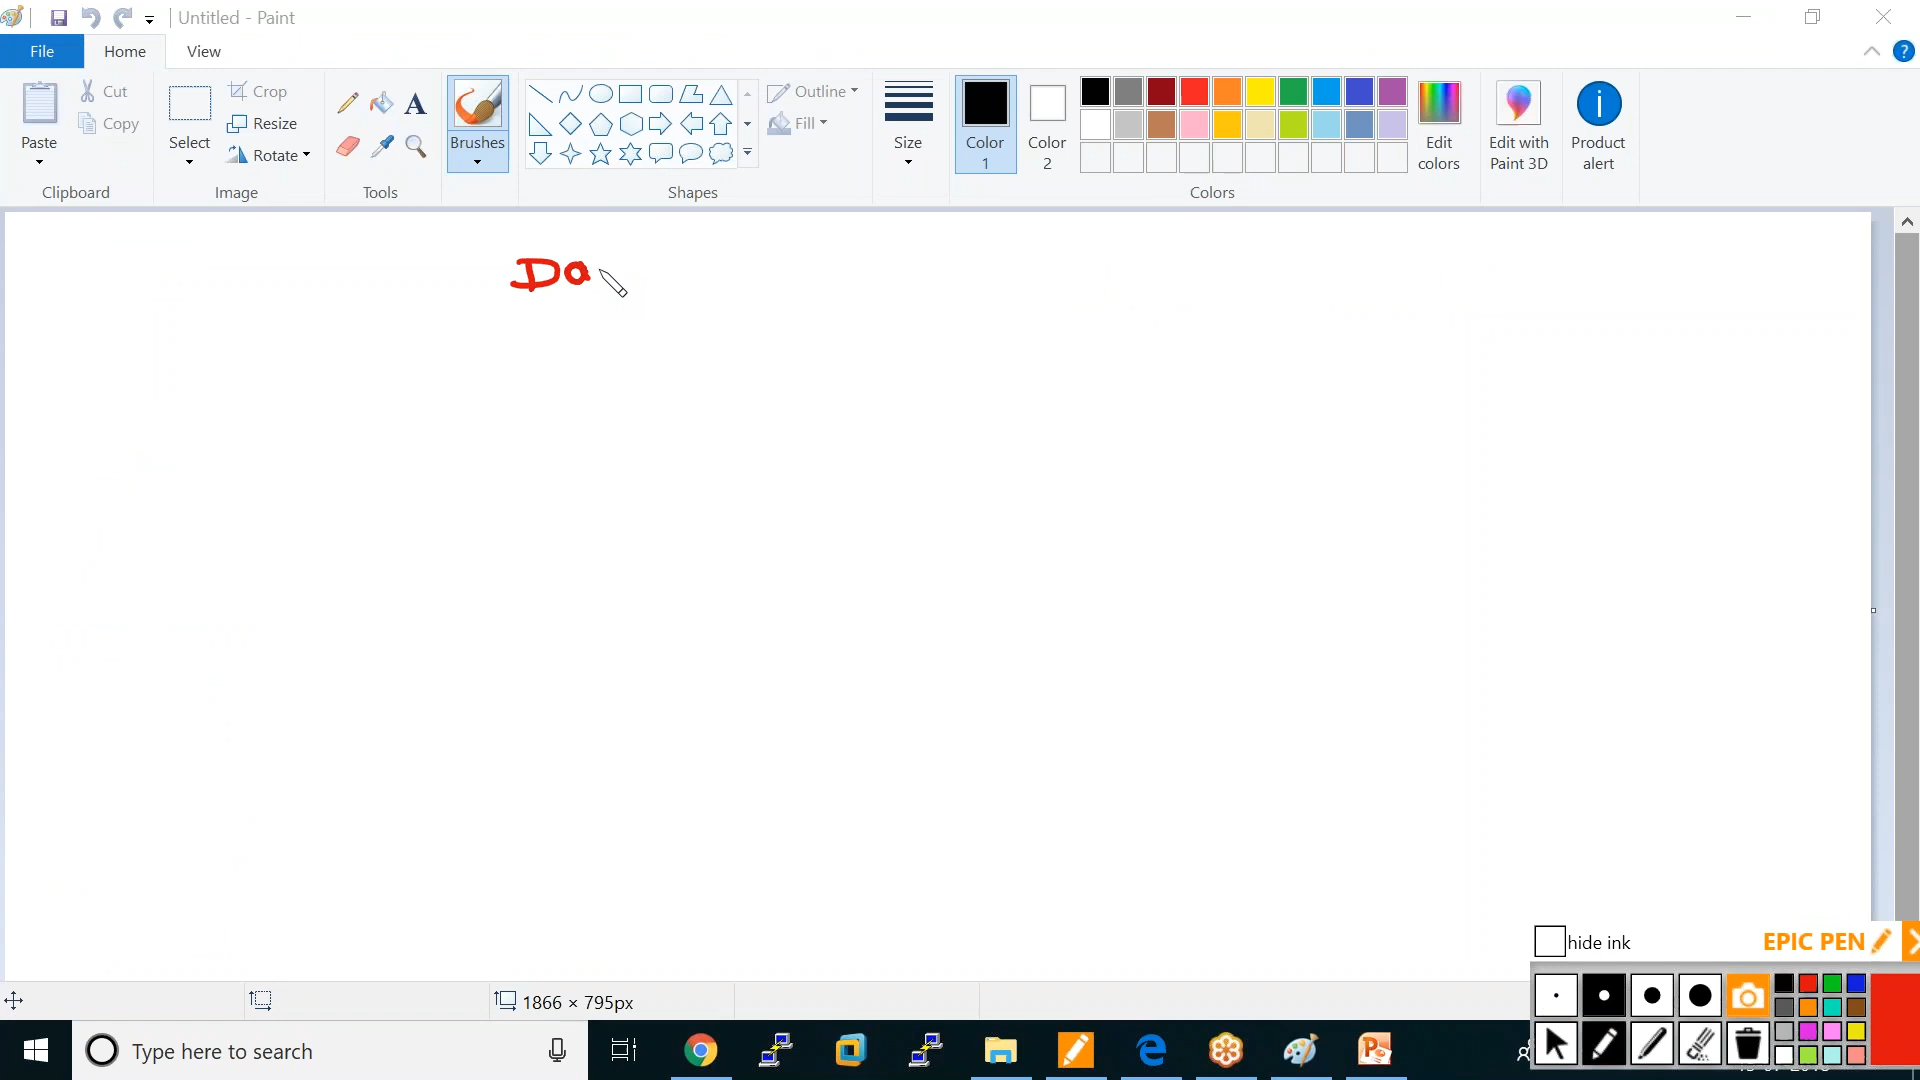 Untitled - Paint
File Home View
Paste Cut Copy Clipboard
Select Crop Resize Rotate Image
Tools
Brushes
Shapes Outline Fill
Size
Color 1 Color 2 Edit colors Colors
Edit with Paint 3D
Product alert
Da
hide ink EPIC PEN
1866 × 795px
Type here to search